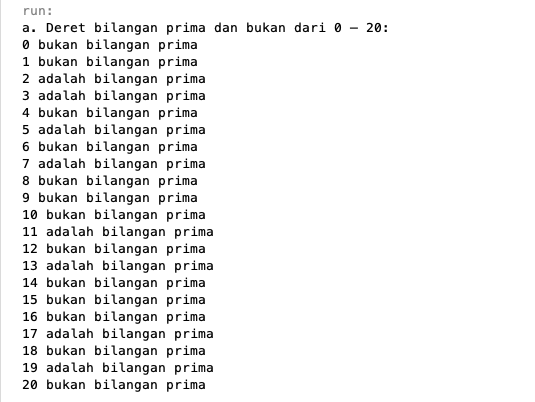 run:
a. Deret bilangan prima dan bukan dari 0 – 20:
0 bukan bilangan prima
1 bukan bilangan prima
2 adalah bilangan prima
3 adalah bilangan prima
4 bukan bilangan prima
5 adalah bilangan prima
6 bukan bilangan prima
7 adalah bilangan prima
8 bukan bilangan prima
9 bukan bilangan prima
10 bukan bilangan prima
11 adalah bilangan prima
12 bukan bilangan prima
13 adalah bilangan prima
14 bukan bilangan prima
15 bukan bilangan prima
16 bukan bilangan prima
17 adalah bilangan prima
18 bukan bilangan prima
19 adalah bilangan prima
20 bukan bilangan prima